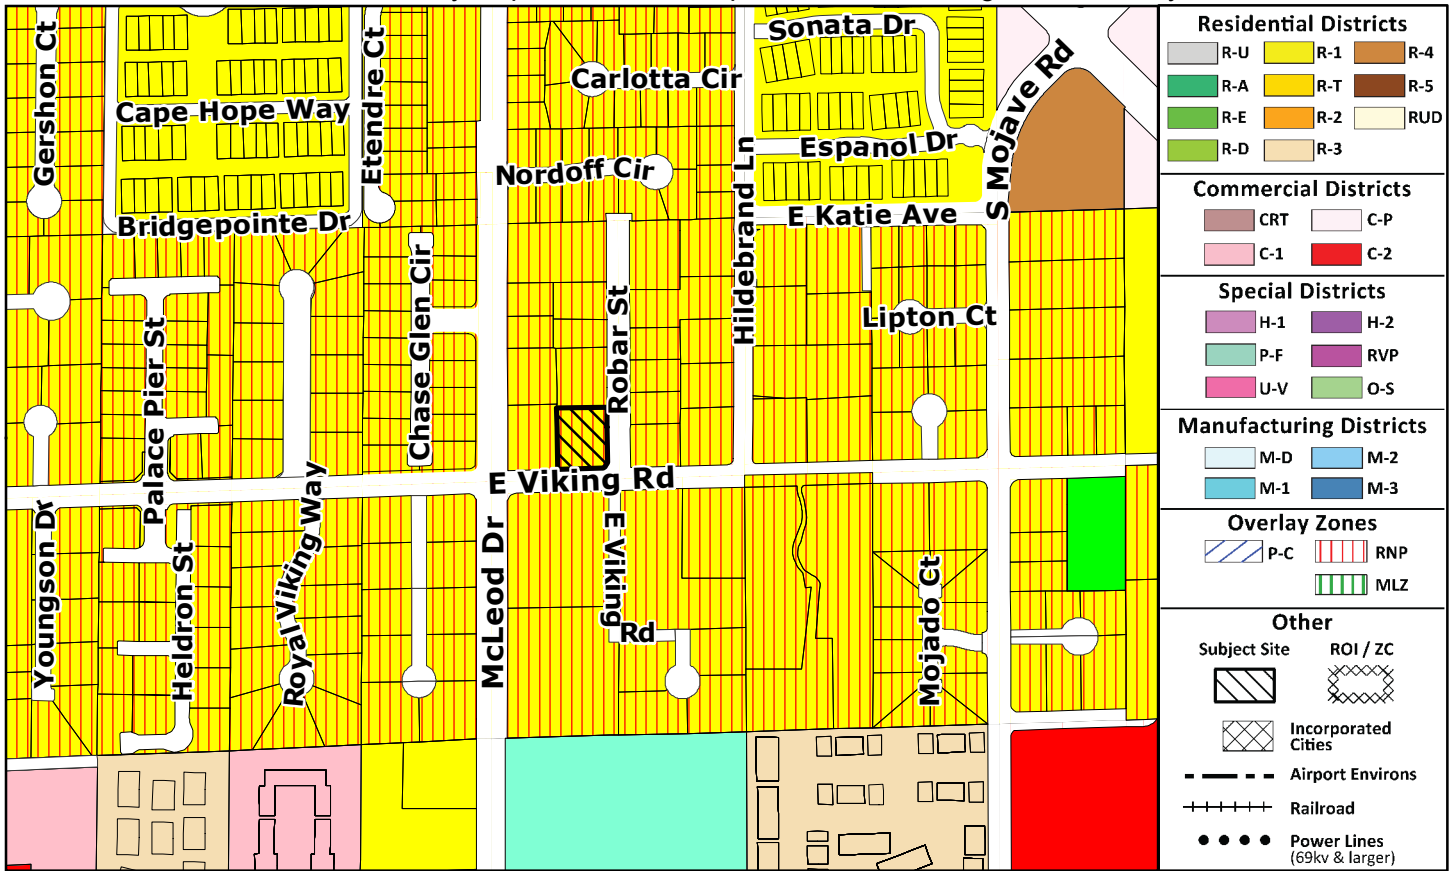 Gershon Ct
Cape Hope Way
Etendre Ct
Bridgepointe Dr
Carlotta Cir
Nordoff Cir
Sonata Dr
Espanol Dr
E Katie Ave
S Mojave Rd
Hildebrand Ln
Robar St
Chase Glen Cir
Palace Pier St
Lipton Ct
E Viking Rd
E Viking
Rd
McLeod Dr
Royal Viking Way
Heldron St
Youngson Dr
Mojado Ct
Residential Districts
R-U R-1 R-4
R-A R-T R-5
R-E R-2 RUD
R-D R-3
Commercial Districts
CRT C-P
C-1 C-2
Special Districts
H-1 H-2
P-F RVP
U-V O-S
Manufacturing Districts
M-D M-2
M-1 M-3
Overlay Zones
P-C RNP
MLZ
Other
Subject Site ROI / ZC
Incorporated
Cities
Airport Environs
Railroad
Power Lines
(69kv & larger)